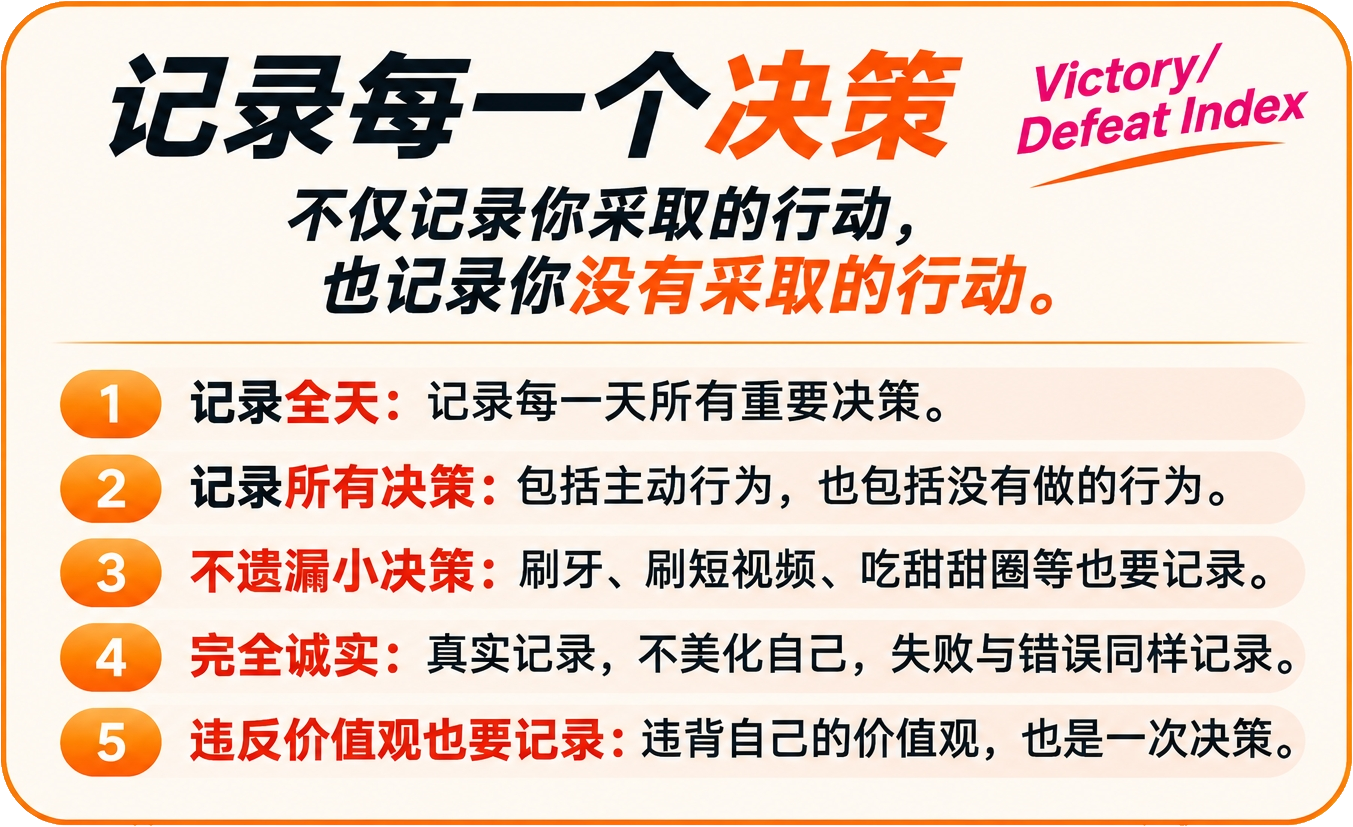 记录每一个决策
Victory/
Defeat Index
不仅记录你采取的行动，
也记录你没有采取的行动。
1 记录全天：记录每一天所有重要决策。
2 记录所有决策：包括主动行为，也包括没有做的行为。
3 不遗漏小决策：刷牙、刷短视频、吃甜甜圈等也要记录。
4 完全诚实：真实记录，不美化自己，失败与错误同样记录。
5 违反价值观也要记录：违背自己的价值观，也是一次决策。